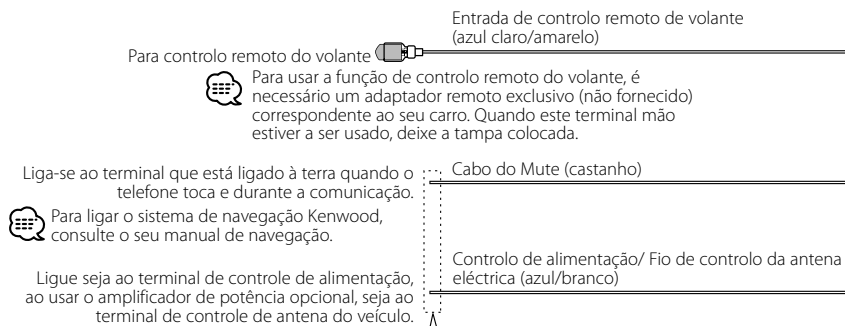 Entrada de controlo remoto de volante
(azul claro/amarelo)
Para controlo remoto do volante
Para usar a função de controlo remoto do volante, é
necessário um adaptador remoto exclusivo (não fornecido)
correspondente ao seu carro. Quando este terminal mão
estiver a ser usado, deixe a tampa colocada.
Liga-se ao terminal que está ligado à terra quando o
telefone toca e durante a comunicação.
Cabo do Mute (castanho)
Para ligar o sistema de navegação Kenwood,
consulte o seu manual de navegação.
Controlo de alimentação/ Fio de controlo da antena
eléctrica (azul/branco)
Ligue seja ao terminal de controle de alimentação,
ao usar o amplificador de potência opcional, seja ao
terminal de controle de antena do veículo.